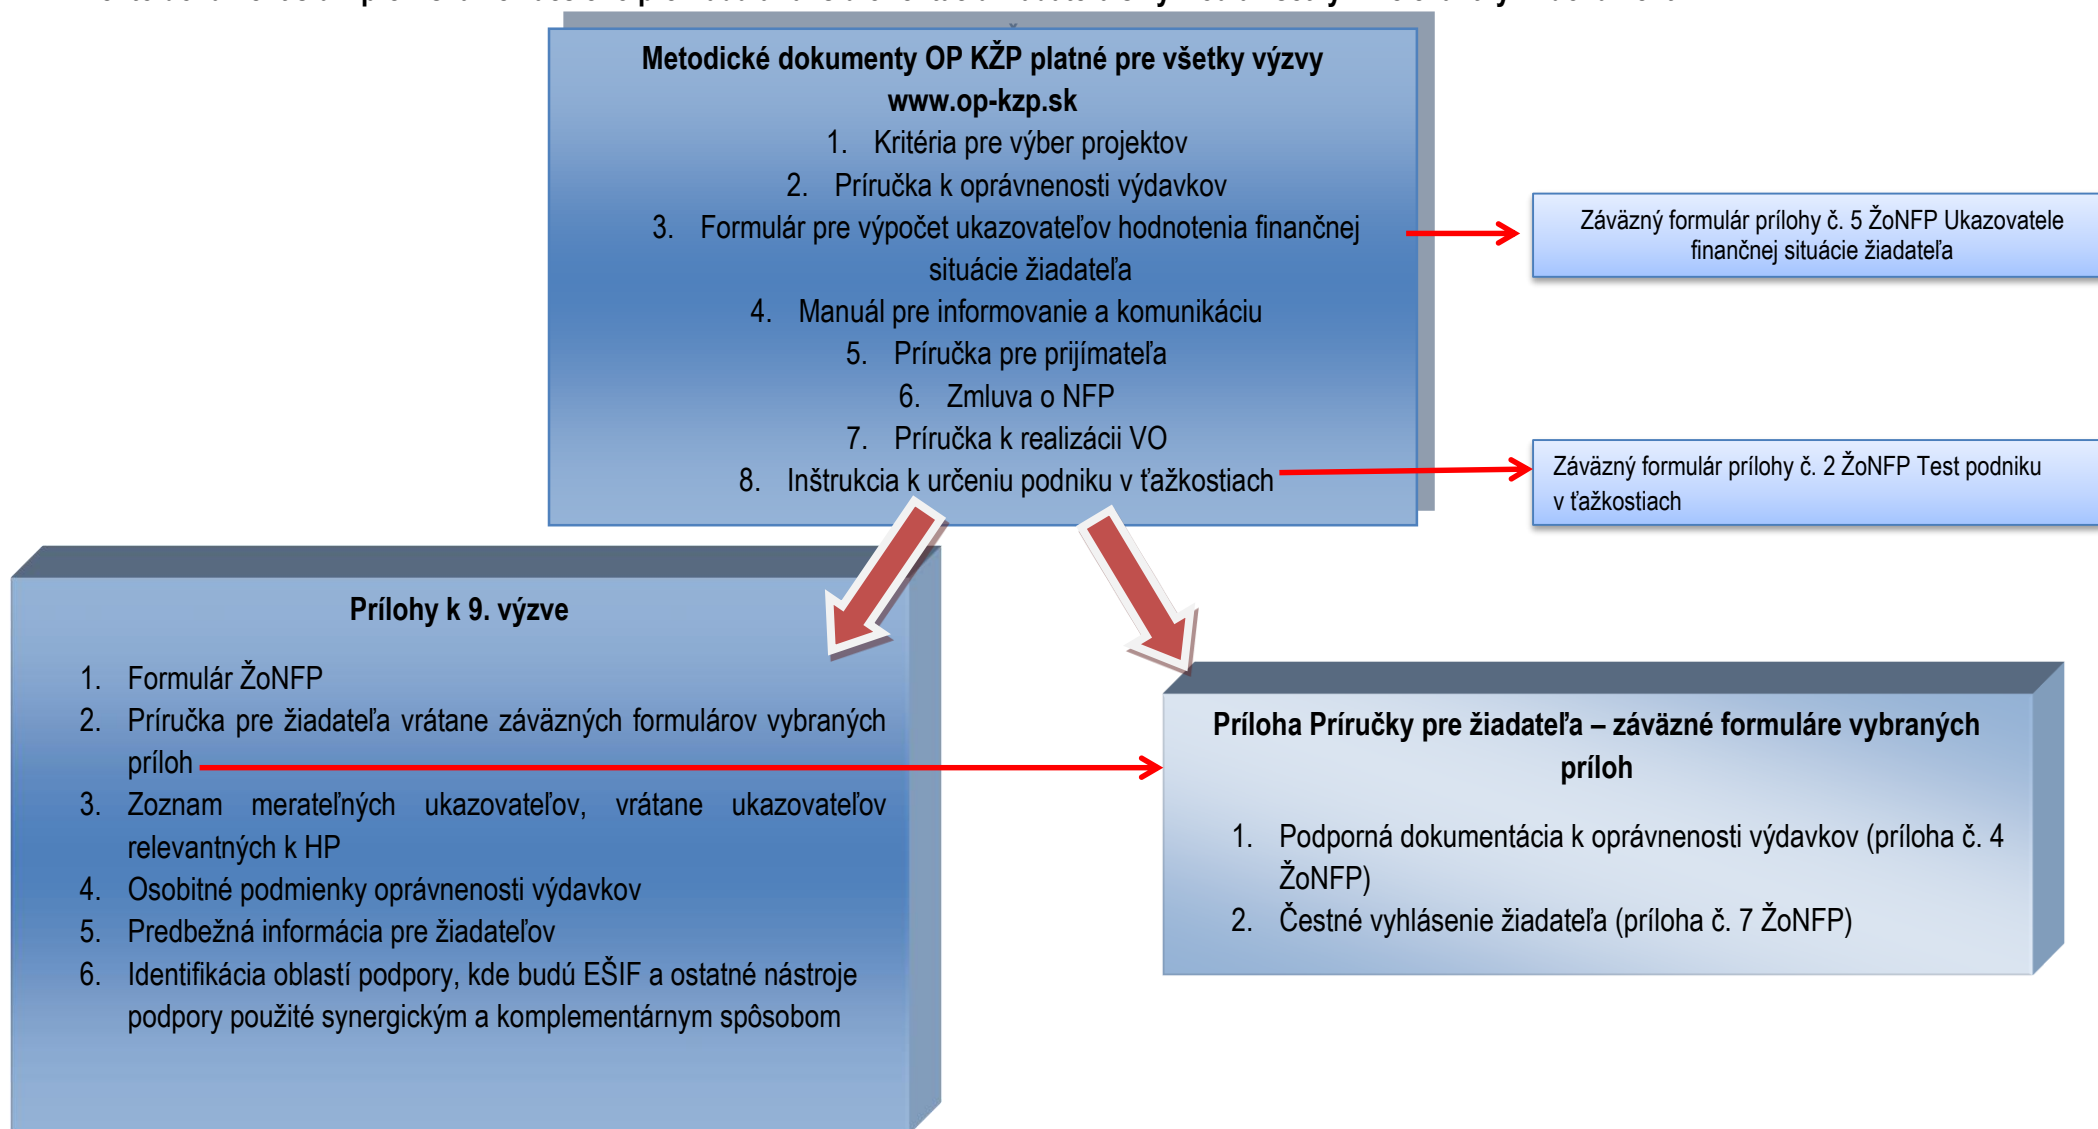 Metodické dokumenty OP KŽP platné pre všetky výzvy
www.op-kzp.sk
1. Kritéria pre výber projektov
2. Príručka k oprávnenosti výdavkov
3. Formulár pre výpočet ukazovateľov hodnotenia finančnej
situácie žiadateľa
4. Manuál pre informovanie a komunikáciu
5. Príručka pre prijímateľa
6. Zmluva o NFP
7. Príručka k realizácii VO
8. Inštrukcia k určeniu podniku v ťažkostiach
Záväzný formulár prílohy č. 5 ŽoNFP Ukazovatele
finančnej situácie žiadateľa
Záväzný formulár prílohy č. 2 ŽoNFP Test podniku
v ťažkostiach
Prílohy k 9. výzve
1. Formulár ŽoNFP
2. Príručka pre žiadateľa vrátane záväzných formulárov vybraných
príloh
3. Zoznam merateľných ukazovateľov, vrátane ukazovateľov
relevantných k HP
4. Osobitné podmienky oprávnenosti výdavkov
5. Predbežná informácia pre žiadateľov
6. Identifikácia oblastí podpory, kde budú EŠIF a ostatné nástroje
podpory použité synergickým a komplementárnym spôsobom
Príloha Príručky pre žiadateľa – záväzné formuláre vybraných
príloh
1. Podporná dokumentácia k oprávnenosti výdavkov (príloha č. 4
ŽoNFP)
2. Čestné vyhlásenie žiadateľa (príloha č. 7 ŽoNFP)